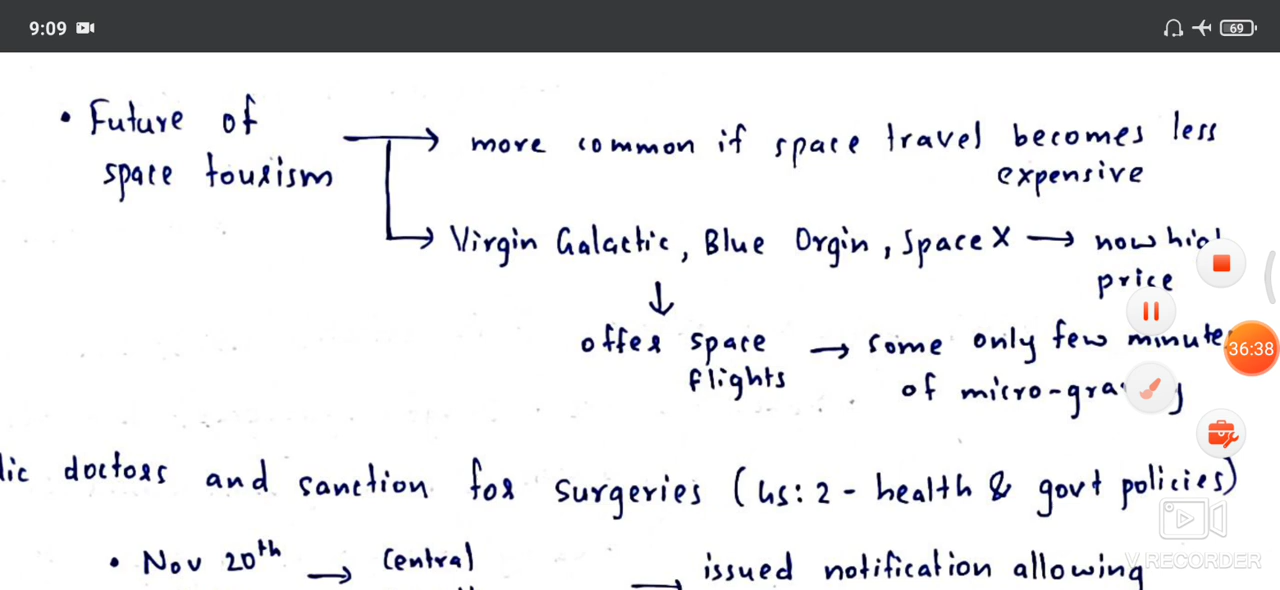 9:09 69
• Future of
space tourism
more common if space travel becomes less
expensive
Virgin Galactic, Blue Orgin, Space X → now
price
↓
offer space → some only few
flights
of
36:38
doctors and sanction for surgeries (GS: 2 - health & govt policies)
• Nov 20th → Central
→ issued notification allowing
V RECORDER